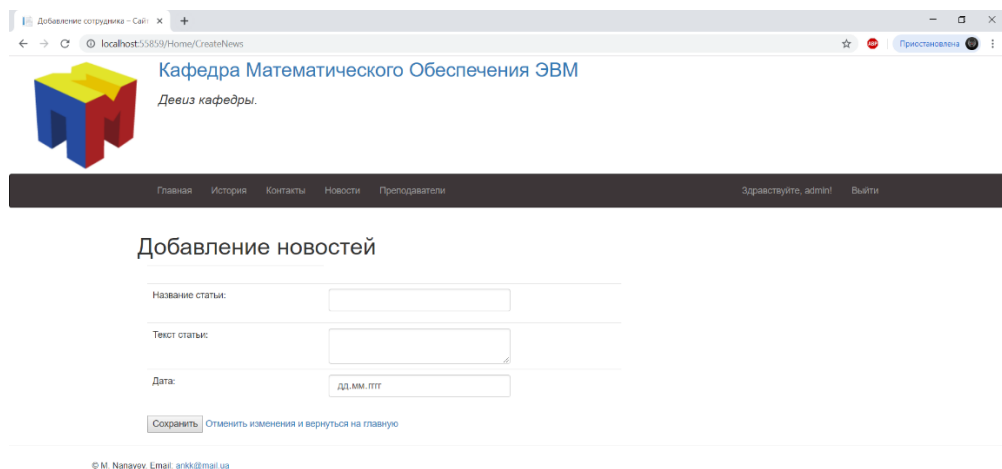 Добавление сотрудника – Сай
localhost:55859/Home/CreateNews
ABP
Приостановлена
Кафедра Математического Обеспечения ЭВМ
Девиз кафедры.
Главная История Контакты Новости Преподаватели Здравствуйте, admin! Выйти
Добавление новостей
Название статьи:
Текст статьи:
Дата: дд.мм.гггг
Сохранить Отменить изменения и вернуться на главную
© M. Nanayev. Email: ankk@mail.ua